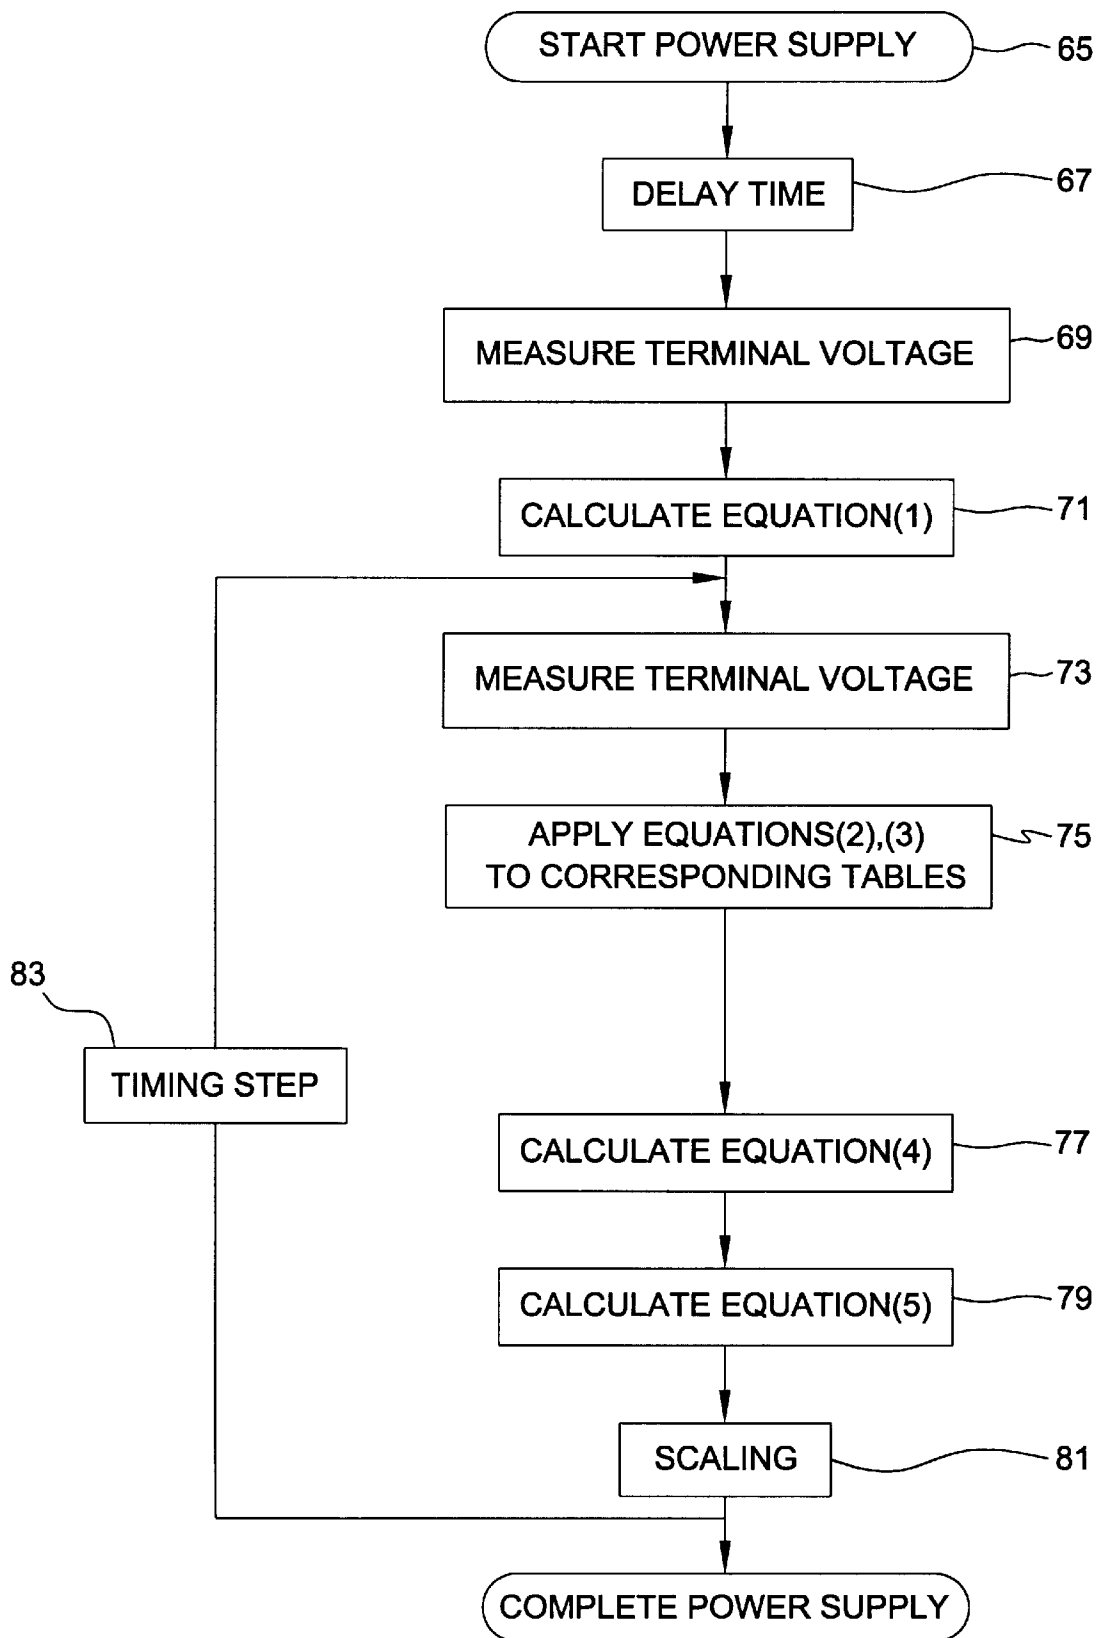 START POWER SUPPLY
65
DELAY TIME
67
MEASURE TERMINAL VOLTAGE
69
CALCULATE EQUATION(1)
71
MEASURE TERMINAL VOLTAGE
73
APPLY EQUATIONS(2),(3)
TO CORRESPONDING TABLES
75
83
TIMING STEP
CALCULATE EQUATION(4)
77
CALCULATE EQUATION(5)
79
SCALING
81
COMPLETE POWER SUPPLY